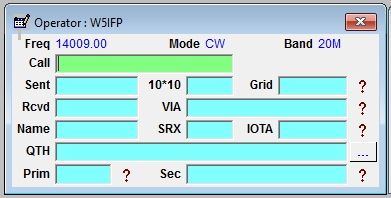 Operator : W5IFP
Freq 14009.00 Mode CW Band 20M
Call
Sent 10*10 Grid ?
Rcvd VIA ?
Name SRX IOTA ?
QTH ...
Prim ? Sec ?